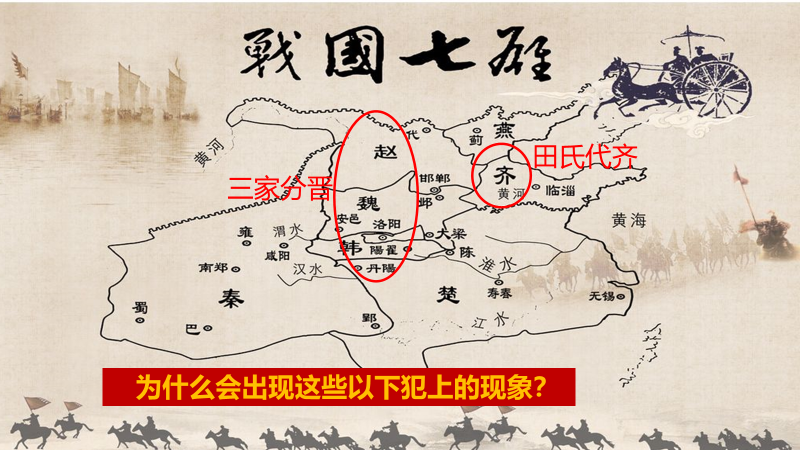 戰國七雄
代
燕
蓟
黄河
赵
齐
田氏代齐
三家分晋
邯郸
黄河
临淄
魏
邺
安邑
洛阳
黄海
雍
渭水
大梁
咸阳
韩
陽翟
陈
南郑
汉水
丹陽
淮水
秦
楚
寿春
无锡
蜀
巴
郢
江水
为什么会出现这些以下犯上的现象？